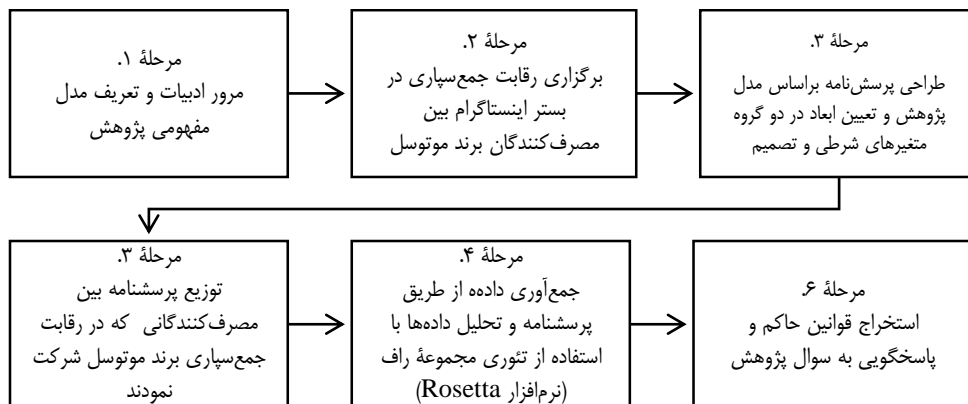 مرحلهٔ ۱.
مرور ادبیات و تعریف مدل
مفهومی پژوهش
مرحلهٔ ۲.
برگزاری رقابت جمع‌سپاری در
بستر اینستاگرام بین
مصرف‌کنندگان برند موتوسل
مرحلهٔ ۳.
طراحی پرسش‌نامه براساس مدل
پژوهش و تعیین ابعاد در دو گروه
متغیرهای شرطی و تصمیم
مرحلهٔ ۳.
توزیع پرسشنامه بین
مصرف‌کنندگانی که در رقابت
جمع‌سپاری برند موتوسل شرکت
نمودند
مرحلهٔ ۴.
جمع‌آوری داده‌ه از طریق
پرسشنامه و تحلیل داده‌ها با
استفاده از تئوری مجموعهٔ راف
(نرم‌افزار Rosetta)
مرحلهٔ ۶.
استخراج قوانین حاکم و
پاسخگویی به سوال پژوهش